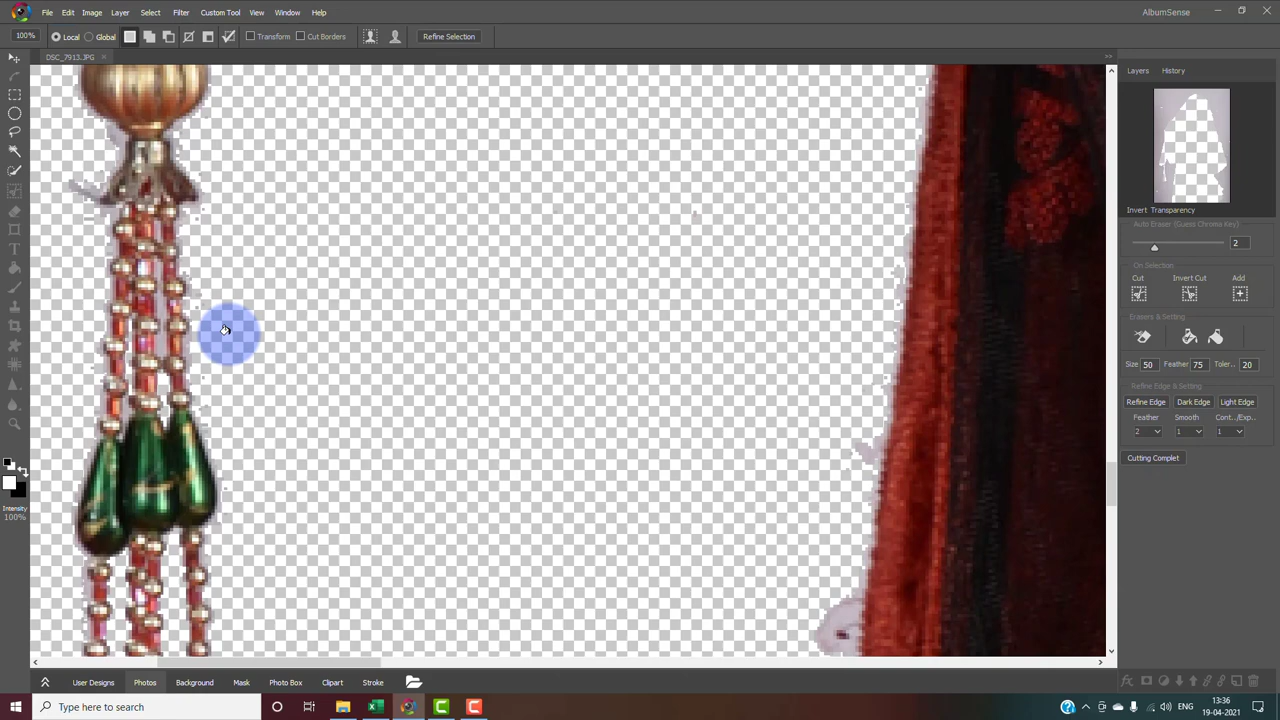 File Edit Image Layer Select Filter Custom Tool View Window Help AlbumSense
100% Local Global Transform Cut Borders Refine Selection
DSC_7913.JPG
Layers History
Invert Transparency
Auto Eraser (Guess Chroma Key)
2
On Selection
Cut Invert Cut Add
Erasers & Setting
Size 50 Feather 75 Toler.. 20
Refine Edge & Setting
Refine Edge Dark Edge Light Edge
Feather Smooth Cont../Exp..
2 1 1
Cutting Complet
Intensity
100%
User Designs Photos Background Mask Photo Box Clipart Stroke
Type here to search
ENG
13:36
19-04-2021